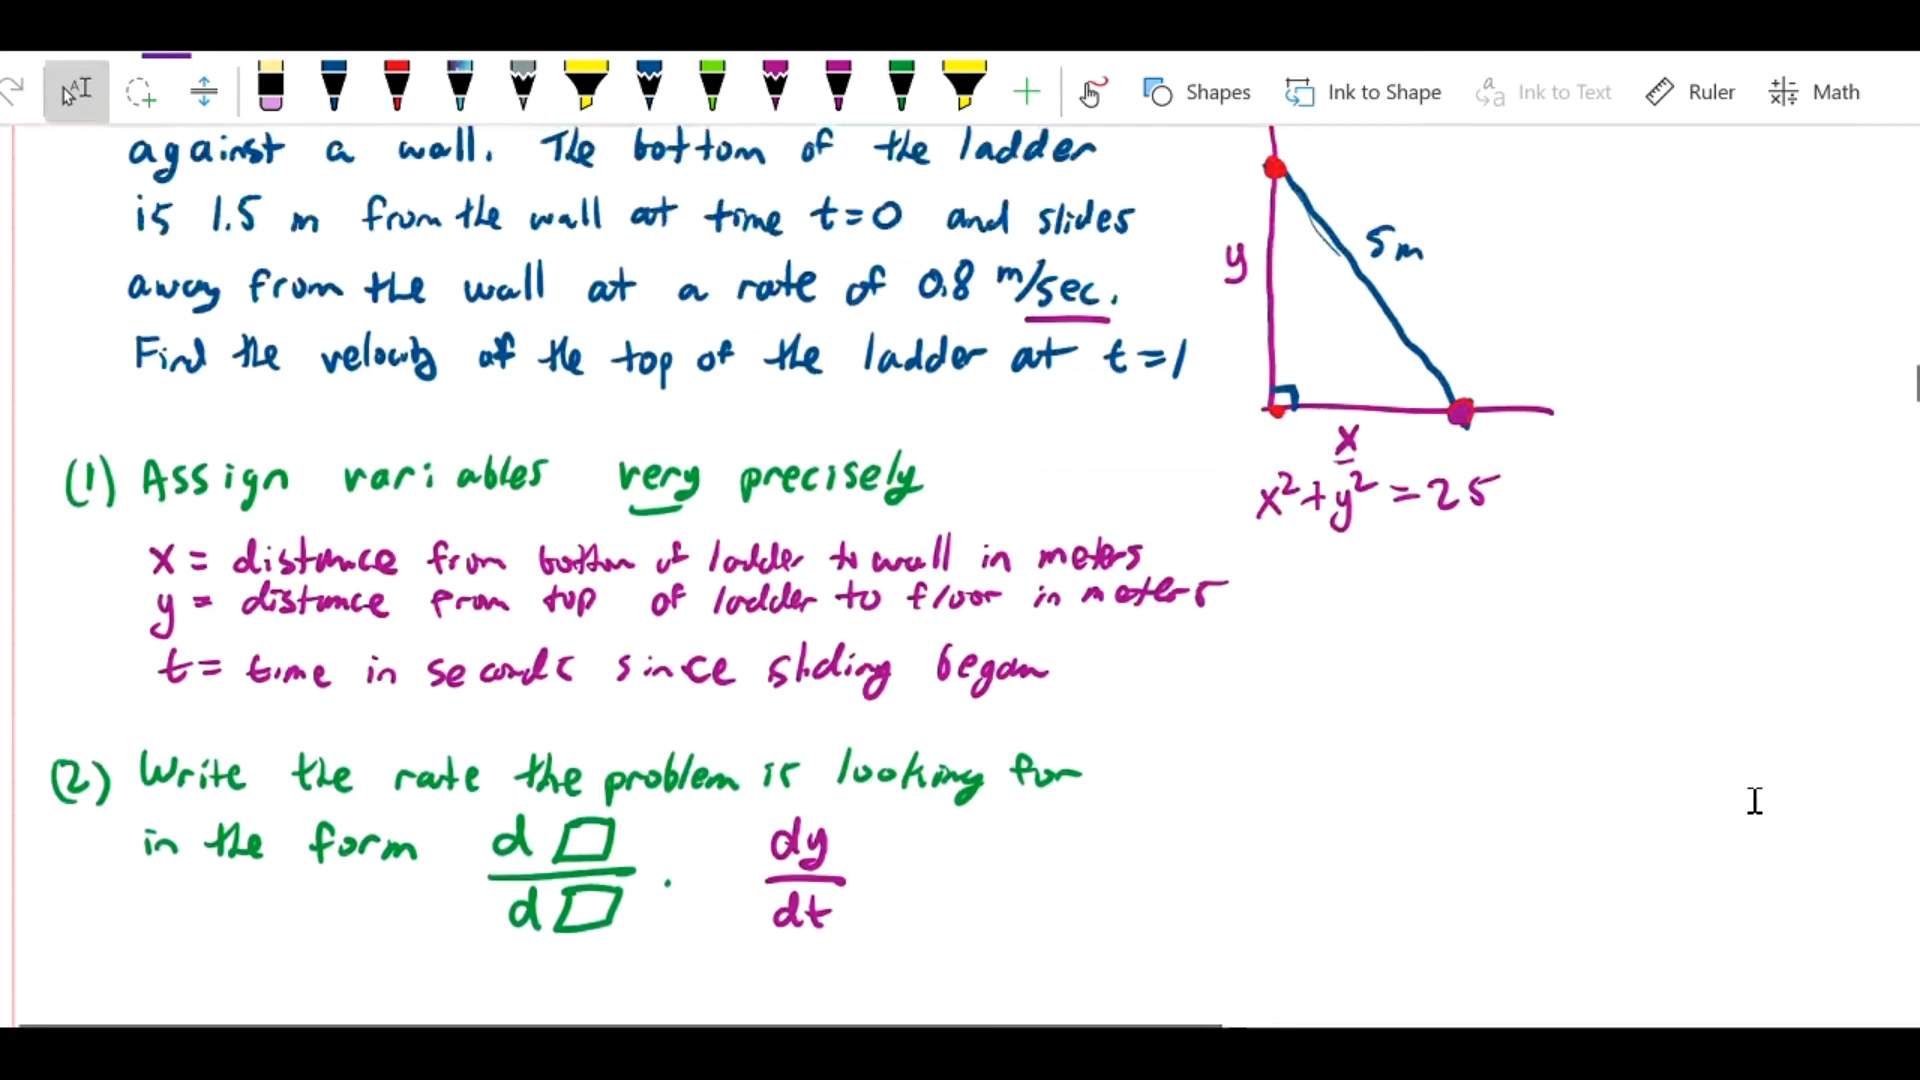 Shapes Ink to Shape Ink to Text Ruler Math
against a wall. The bottom of the ladder
is 1.5 m from the wall at time t=0 and slides
away from the wall at a rate of 0.8 m/sec.
Find the velocity of the top of the ladder at t=1
y
5m
x
x²+y²=25
(1) Assign variables very precisely
x = distance from bottom of ladder to wall in meters
y = distance from top of ladder to floor in meters
t = time in seconds since sliding began
(2) Write the rate the problem is looking for
in the form d□/d□. dy/dt